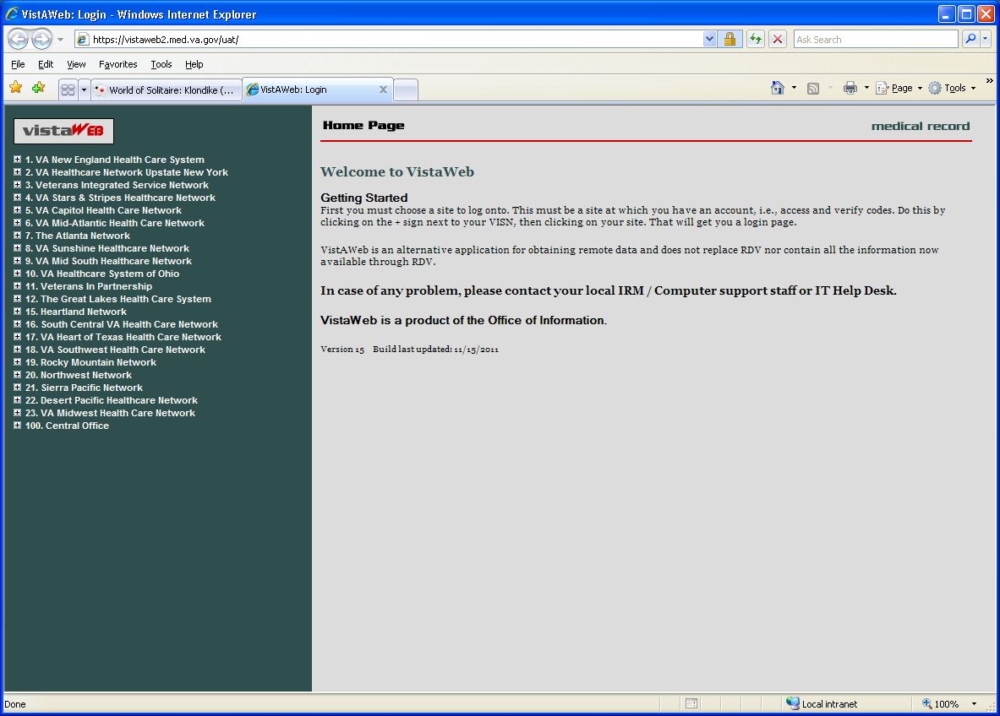 VistAWeb: Login - Windows Internet Explorer
https://vistaweb2.med.va.gov/uat/
Ask Search
File Edit View Favorites Tools Help
World of Solitaire: Klondike (...
VistAWeb: Login
Page Tools »
vistaWEB
1. VA New England Health Care System
2. VA Healthcare Network Upstate New York
3. Veterans Integrated Service Network
4. VA Stars & Stripes Healthcare Network
5. VA Capitol Health Care Network
6. VA Mid-Atlantic Health Care Network
7. The Atlanta Network
8. VA Sunshine Healthcare Network
9. VA Mid South Healthcare Network
10. VA Healthcare System of Ohio
11. Veterans In Partnership
12. The Great Lakes Health Care System
15. Heartland Network
16. South Central VA Health Care Network
17. VA Heart of Texas Health Care Network
18. VA Southwest Health Care Network
19. Rocky Mountain Network
20. Northwest Network
21. Sierra Pacific Network
22. Desert Pacific Healthcare Network
23. VA Midwest Health Care Network
100. Central Office
Home Page
medical record
Welcome to VistaWeb
Getting Started
First you must choose a site to log onto. This must be a site at which you have an account, i.e., access and verify codes. Do this by
clicking on the + sign next to your VISN, then clicking on your site. That will get you a login page.
VistAWeb is an alternative application for obtaining remote data and does not replace RDV nor contain all the information now
available through RDV.
In case of any problem, please contact your local IRM / Computer support staff or IT Help Desk.
VistaWeb is a product of the Office of Information.
Version 15 Build last updated: 11/15/2011
Done
Local intranet
100%